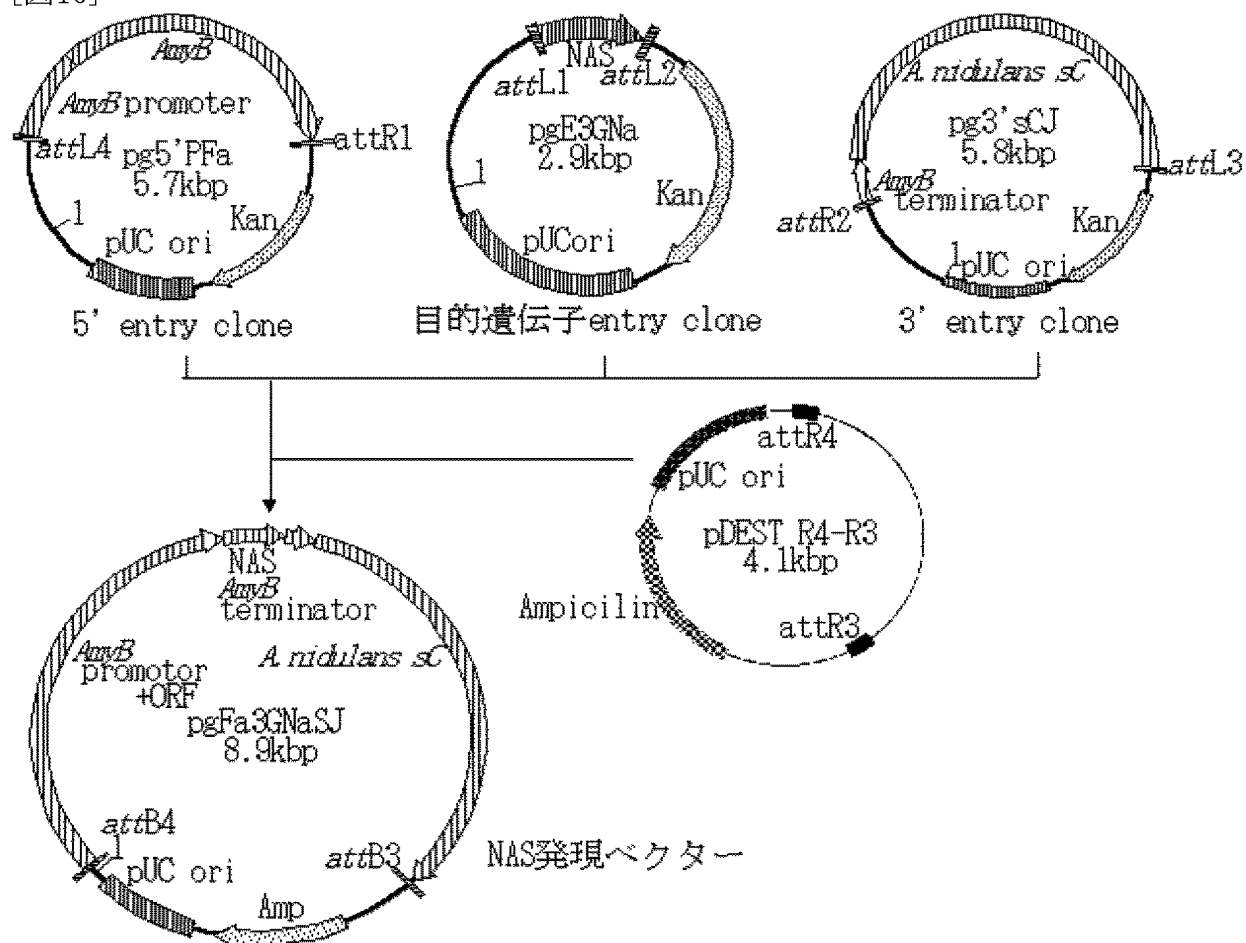 AmyB
AmyB promoter
attL4
attR1
pg5'PFa
5.7kbp
1
Kan
pUC ori
5' entry clone
NAS
attL1
attL2
pgE3GNa
2.9kbp
1
Kan
pUCori
目的遺伝子entry clone
A. nidulans sC
pg3'sCJ
5.8kbp
attL3
AmyB
terminator
attR2
Kan
1
pUC ori
3' entry clone
attR4
pUC ori
pDEST R4-R3
4.1kbp
Ampicilin
attR3
NAS
AmyB
terminator
AmyB
promotor
+ORF
A. nidulans sC
pgFa3GNaSJ
8.9kbp
attB4
1
pUC ori
attB3
Amp
NAS発現ベクター